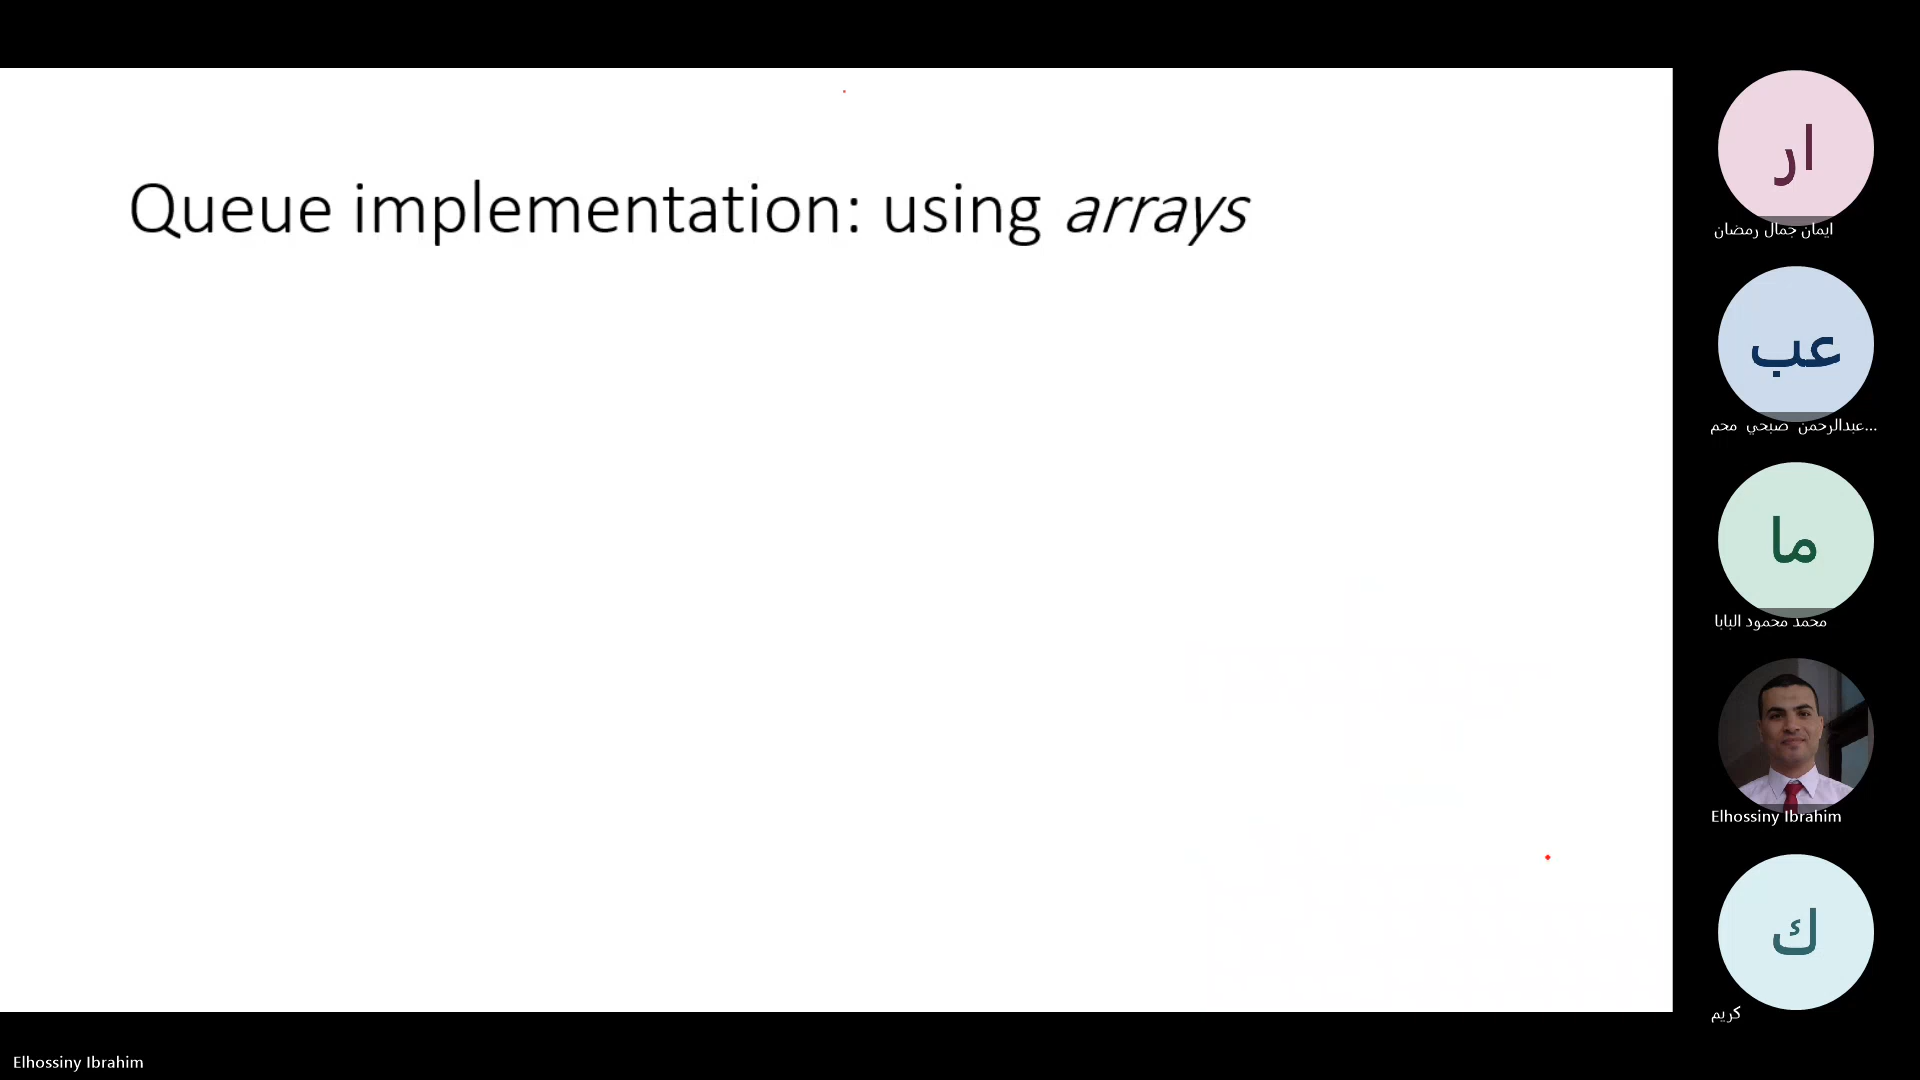 Queue implementation: using arrays
ار
ايمان جمال رمضان
عب
عبدالرحمن صبحي محم...
ما
محمد محمود البابا
Elhossiny Ibrahim
ك
كريم
Elhossiny Ibrahim